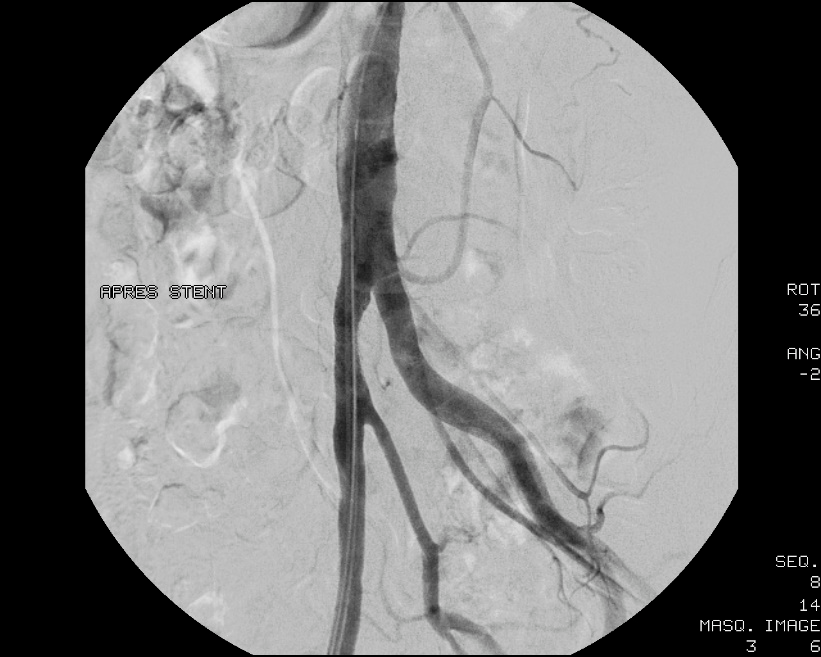 APRES STENT
ROT
36
ANG
-2
SEQ.
8
14
MASQ. IMAGE
3 6